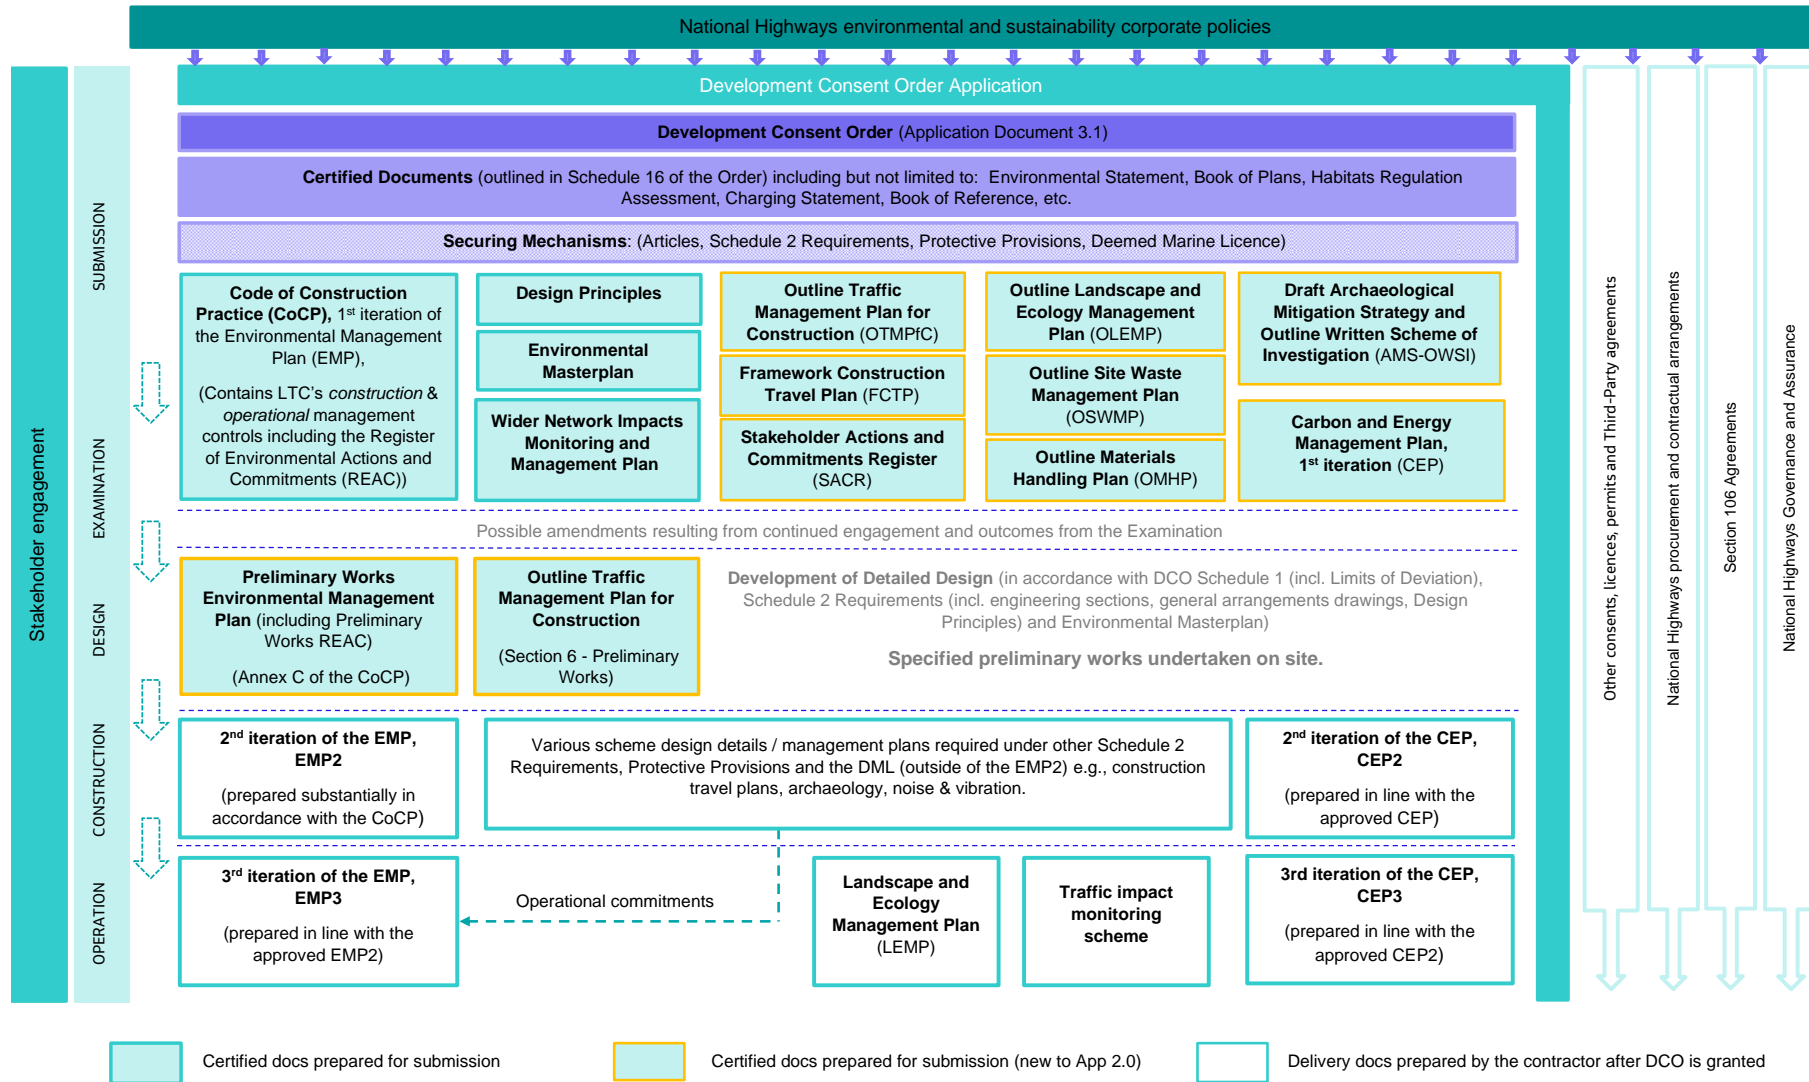 National Highways environmental and sustainability corporate policies
Stakeholder engagement
SUBMISSION
EXAMINATION
DESIGN
CONSTRUCTION
OPERATION
Development Consent Order Application
Development Consent Order (Application Document 3.1)
Certified Documents (outlined in Schedule 16 of the Order) including but not limited to: Environmental Statement, Book of Plans, Habitats Regulation
Assessment, Charging Statement, Book of Reference, etc.
Securing Mechanisms: (Articles, Schedule 2 Requirements, Protective Provisions, Deemed Marine Licence)
Code of Construction
Practice (CoCP), 1st iteration of
the Environmental Management
Plan (EMP),
(Contains LTC's construction &
operational management
controls including the Register
of Environmental Actions and
Commitments (REAC))
Design Principles
Environmental
Masterplan
Wider Network Impacts
Monitoring and
Management Plan
Outline Traffic
Management Plan for
Construction (OTMPfC)
Framework Construction
Travel Plan (FCTP)
Stakeholder Actions and
Commitments Register
(SACR)
Outline Landscape and
Ecology Management
Plan (OLEMP)
Outline Site Waste
Management Plan
(OSWMP)
Outline Materials
Handling Plan (OMHP)
Draft Archaeological
Mitigation Strategy and
Outline Written Scheme of
Investigation (AMS-OWSI)
Carbon and Energy
Management Plan,
1st iteration (CEP)
Possible amendments resulting from continued engagement and outcomes from the Examination
Preliminary Works
Environmental Management
Plan (including Preliminary
Works REAC)
(Annex C of the CoCP)
Outline Traffic
Management Plan for
Construction
(Section 6 - Preliminary
Works)
Development of Detailed Design (in accordance with DCO Schedule 1 (incl. Limits of Deviation),
Schedule 2 Requirements (incl. engineering sections, general arrangements drawings, Design
Principles) and Environmental Masterplan)
Specified preliminary works undertaken on site.
2nd iteration of the EMP,
EMP2
(prepared substantially in
accordance with the CoCP)
Various scheme design details / management plans required under other Schedule 2
Requirements, Protective Provisions and the DML (outside of the EMP2) e.g., construction
travel plans, archaeology, noise & vibration.
2nd iteration of the CEP,
CEP2
(prepared in line with the
approved CEP)
3rd iteration of the EMP,
EMP3
(prepared in line with the
approved EMP2)
Operational commitments
Landscape and
Ecology
Management Plan
(LEMP)
Traffic impact
monitoring
scheme
3rd iteration of the CEP,
CEP3
(prepared in line with the
approved CEP2)
Other consents, licences, permits and Third-Party agreements
National Highways procurement and contractual arrangements
Section 106 Agreements
National Highways Governance and Assurance
Certified docs prepared for submission
Certified docs prepared for submission (new to App 2.0)
Delivery docs prepared by the contractor after DCO is granted